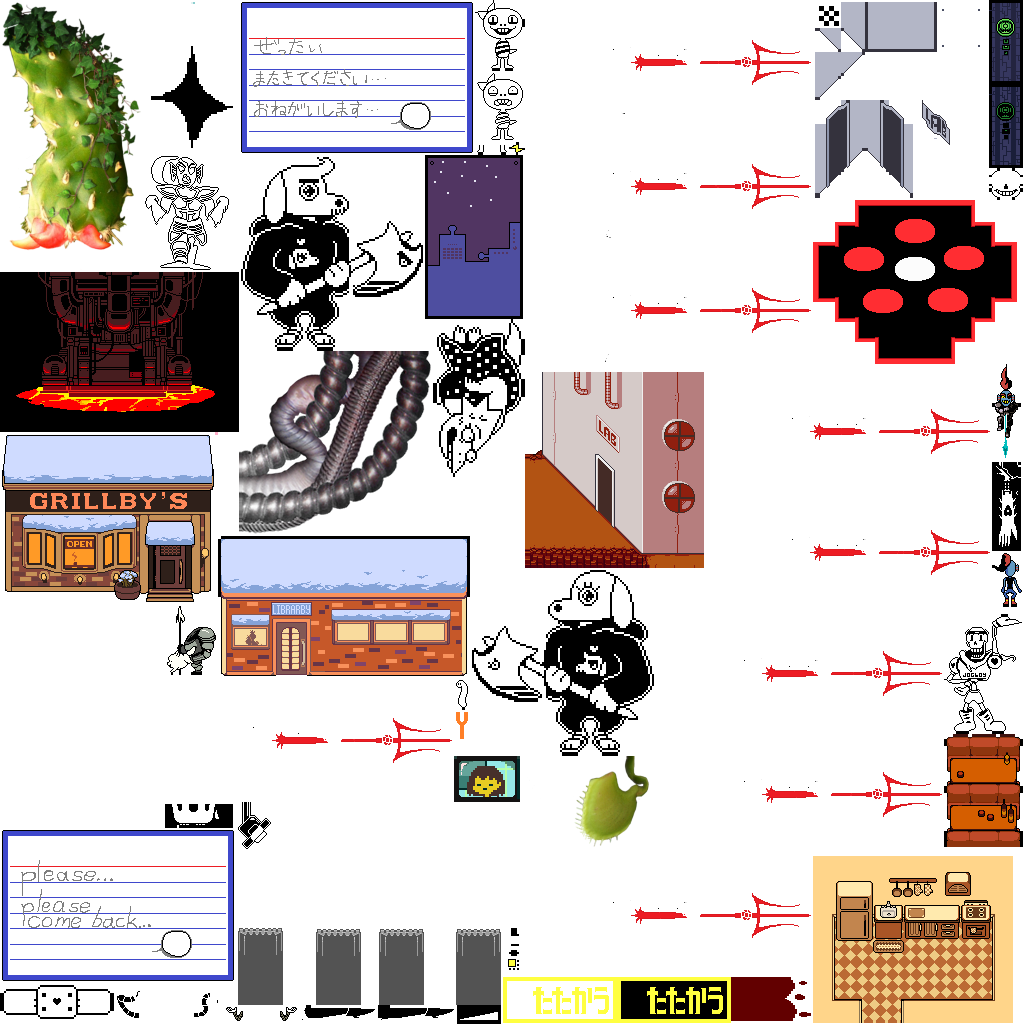 ぜったい
またきてください…
おねがいします…
LAB
GRILLBY'S
OPEN
LIBRARBY
JOGBOY
please...
please
come back...
たたかう
たたかう